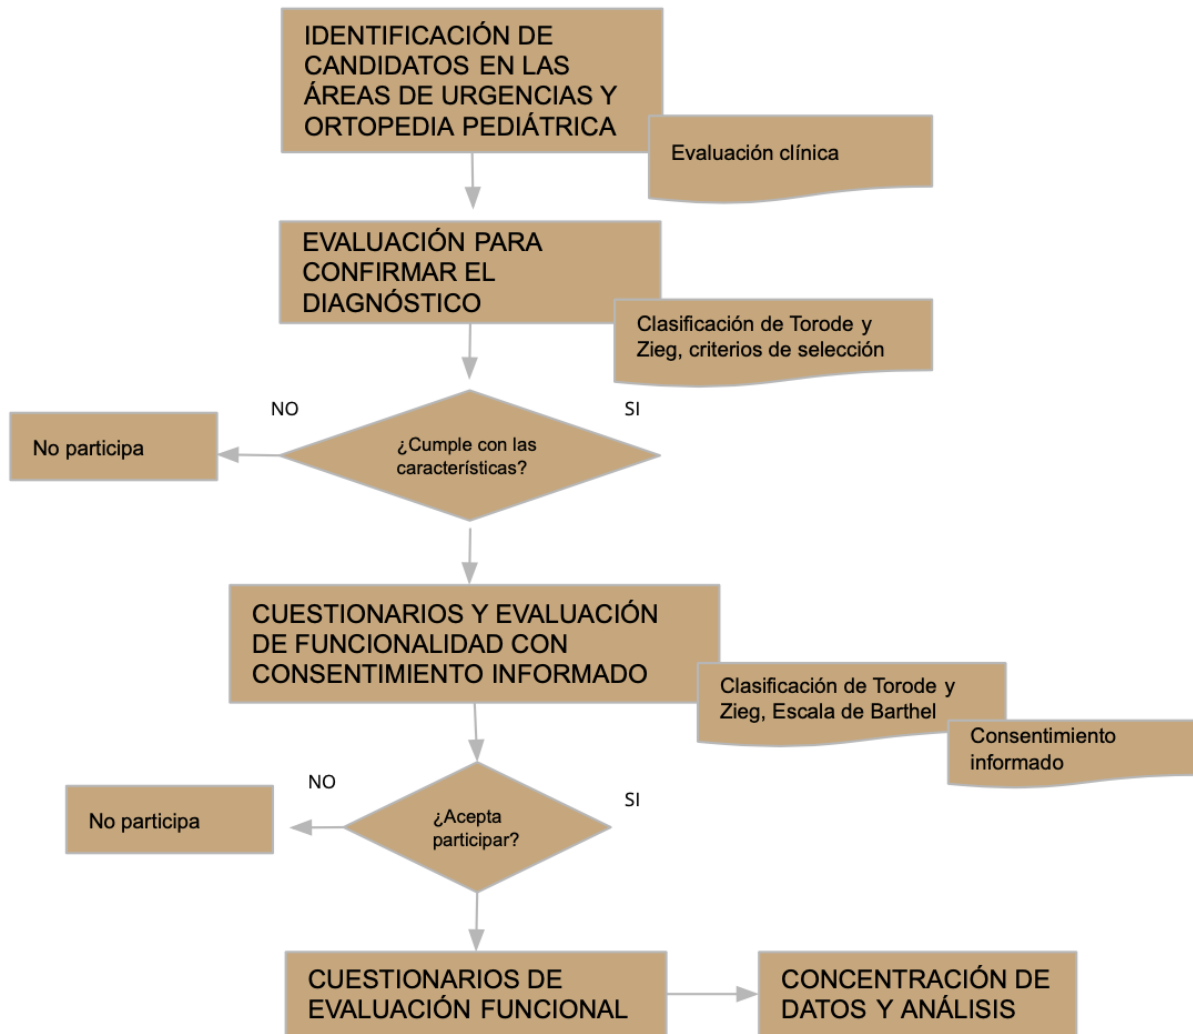 IDENTIFICACIÓN DE
CANDIDATOS EN LAS
ÁREAS DE URGENCIAS Y
ORTOPEDIA PEDIÁTRICA
Evaluación clínica
EVALUACIÓN PARA
CONFIRMAR EL
DIAGNÓSTICO
Clasificación de Torode y
Zieg, criterios de selección
NO
SI
¿Cumple con las
características?
No participa
CUESTIONARIOS Y EVALUACIÓN
DE FUNCIONALIDAD CON
CONSENTIMIENTO INFORMADO
Clasificación de Torode y
Zieg, Escala de Barthel
Consentimiento
informado
NO
SI
¿Acepta
participar?
No participa
CUESTIONARIOS DE
EVALUACIÓN FUNCIONAL
CONCENTRACIÓN DE
DATOS Y ANÁLISIS